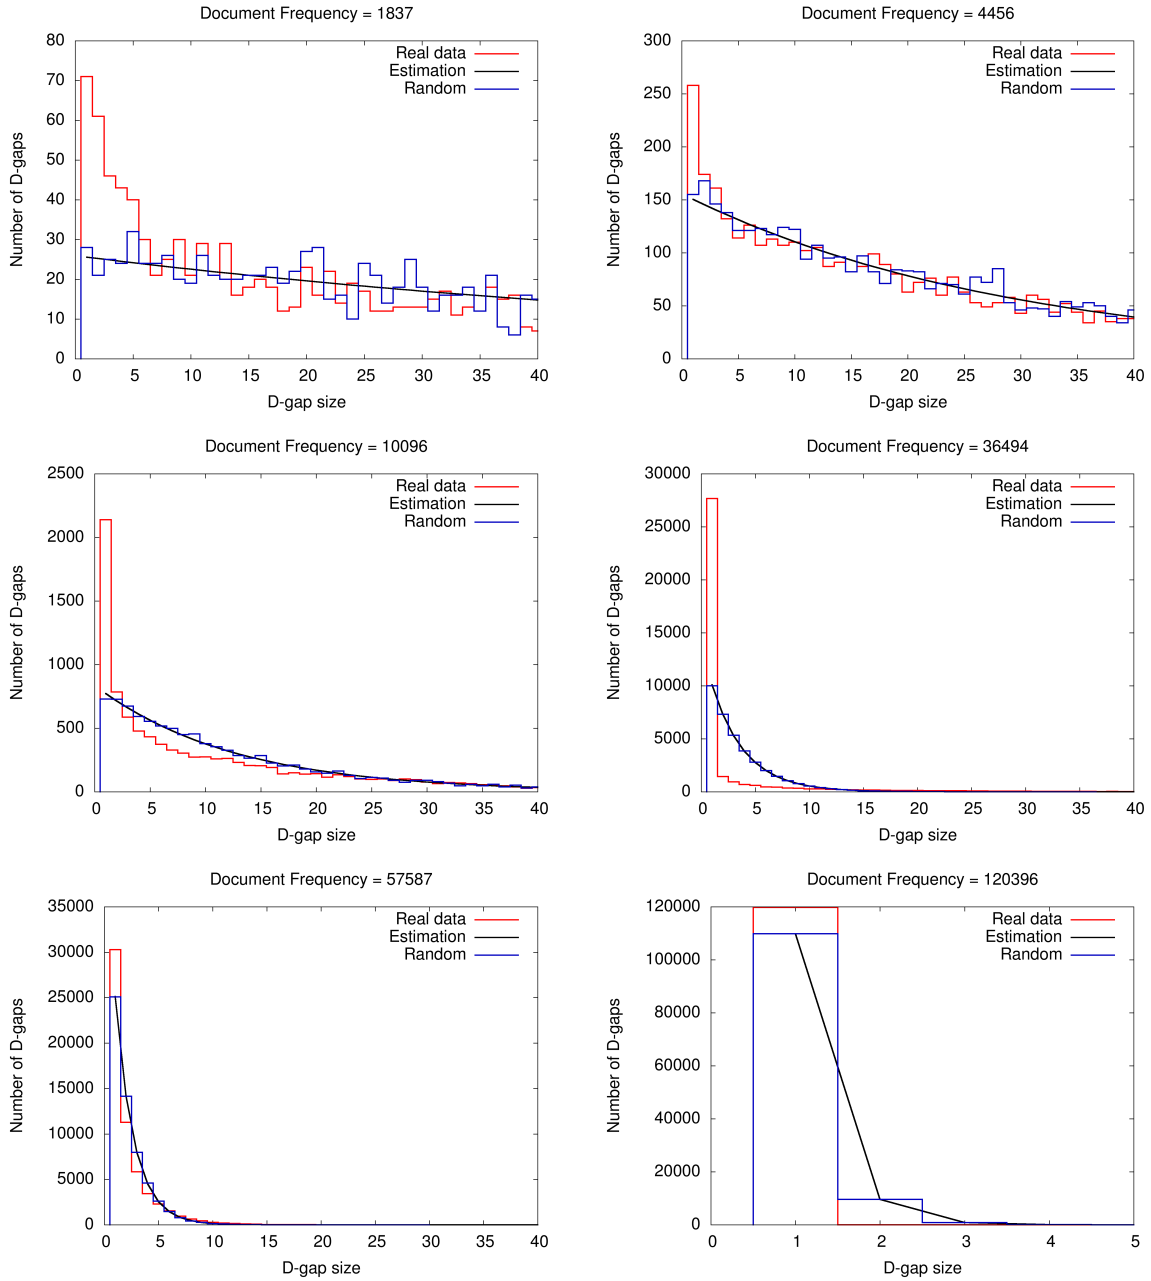 Document Frequency = 1837
80
70
60
50
40
30
20
10
0
Number of D-gaps
Real data
Estimation
Random
0 5 10 15 20 25 30 35 40
D-gap size
Document Frequency = 4456
300
250
200
150
100
50
0
Number of D-gaps
Real data
Estimation
Random
0 5 10 15 20 25 30 35 40
D-gap size
Document Frequency = 10096
2500
2000
1500
1000
500
0
Number of D-gaps
Real data
Estimation
Random
0 5 10 15 20 25 30 35 40
D-gap size
Document Frequency = 36494
30000
25000
20000
15000
10000
5000
0
Number of D-gaps
Real data
Estimation
Random
0 5 10 15 20 25 30 35 40
D-gap size
Document Frequency = 57587
35000
30000
25000
20000
15000
10000
5000
0
Number of D-gaps
Real data
Estimation
Random
0 5 10 15 20 25 30 35 40
D-gap size
Document Frequency = 120396
120000
100000
80000
60000
40000
20000
0
Number of D-gaps
Real data
Estimation
Random
0 1 2 3 4 5
D-gap size